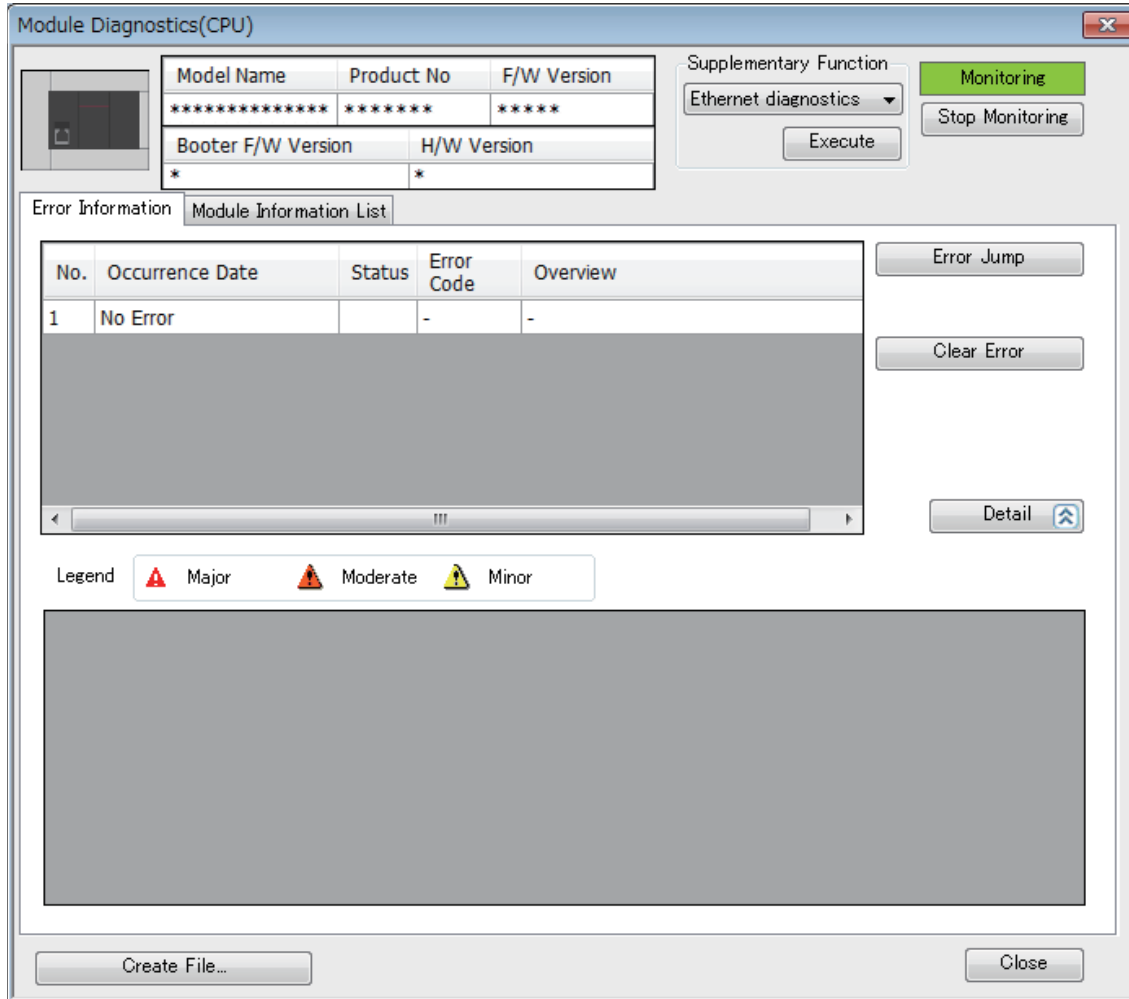 Module Diagnostics(CPU)
Model Name Product No F/W Version
************** ******* *****
Booter F/W Version H/W Version
* *
Supplementary Function
Ethernet diagnostics
Execute
Monitoring
Stop Monitoring
Error Information Module Information List
No. Occurrence Date Status Error Code Overview
1 No Error - -
Error Jump
Clear Error
Detail
Legend Major Moderate Minor
Create File...
Close